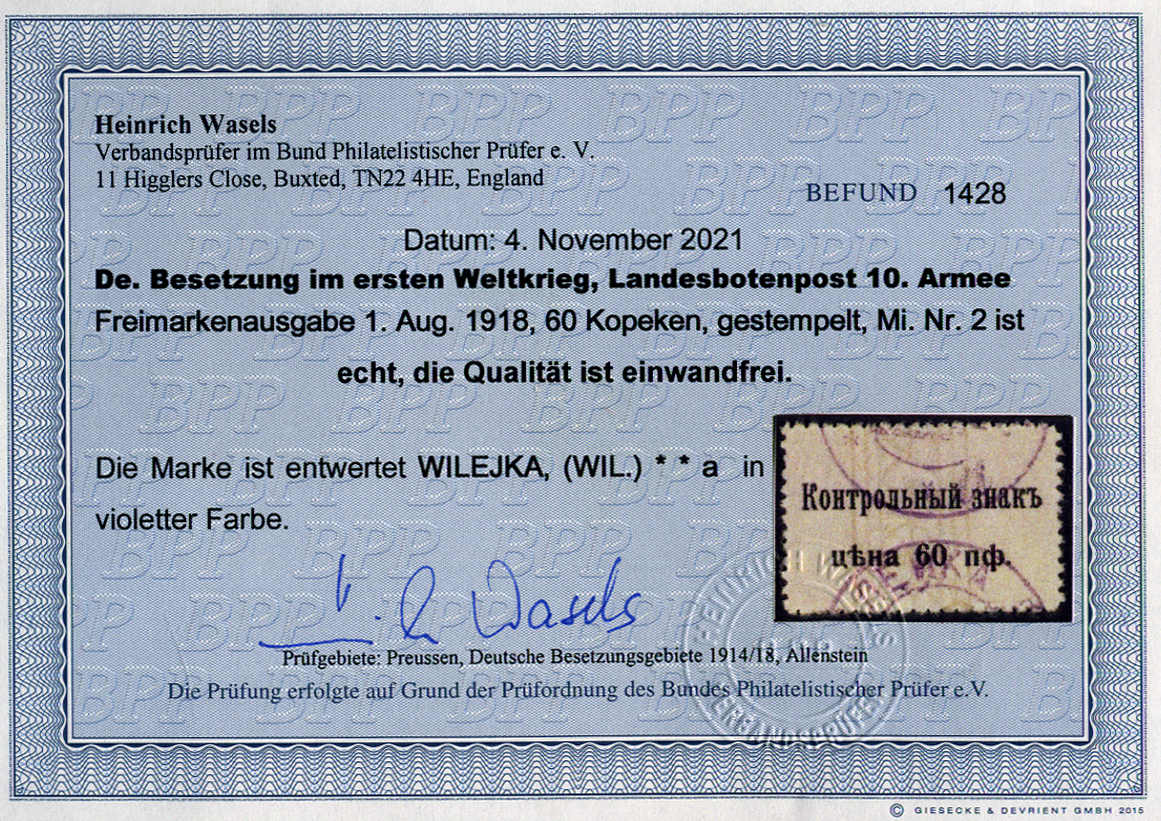 Heinrich Wasels
Verbandsprüfer im Bund Philatelistischer Prüfer e. V.
11 Higglers Close, Buxted, TN22 4HE, England
BEFUND 1428
Datum: 4. November 2021
De. Besetzung im ersten Weltkrieg, Landesbotenpost 10. Armee
Freimarkenausgabe 1. Aug. 1918, 60 Kopeken, gestempelt, Mi. Nr. 2 ist
echt, die Qualität ist einwandfrei.
Die Marke ist entwertet WILEJKA, (WIL.) * * a in
violetter Farbe.
Контрольный знакъ
цѣна 60 пф.
H. Wasels
HEINRICH WASELS
VERBANDSPRÜFER
Prüfgebiete: Preussen, Deutsche Besetzungsgebiete 1914/18, Allenstein
Die Prüfung erfolgte auf Grund der Prüfordnung des Bundes Philatelistischer Prüfer e.V.
© GIESECKE & DEVRIENT GMBH 2015